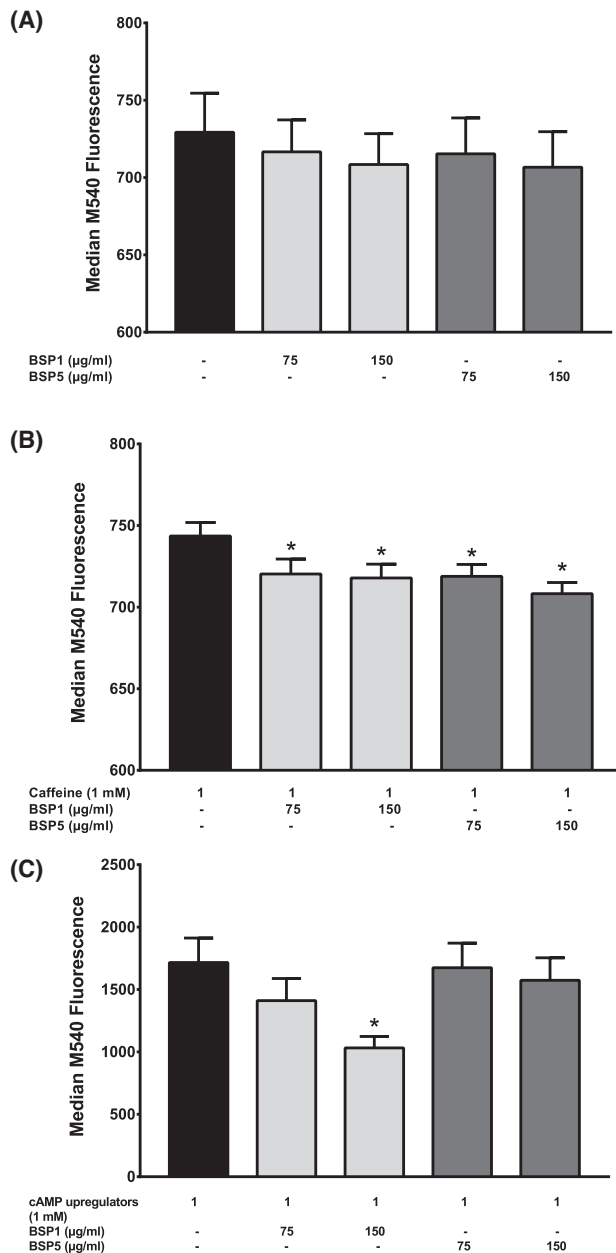 (A)
800
750
700
650
600
Median M540 Fluorescence
BSP1 (µg/ml) - 75 150 - -
BSP5 (µg/ml) - - - 75 150
(B)
800
750
700
650
600
Median M540 Fluorescence
* * * *
Caffeine (1 mM) 1 1 1 1 1
BSP1 (µg/ml) - 75 150 - -
BSP5 (µg/ml) - - - 75 150
(C)
2500
2000
1500
1000
500
0
Median M540 Fluorescence
*
cAMP upregulators 1 1 1 1 1
(1 mM)
BSP1 (µg/ml) - 75 150 - -
BSP5 (µg/ml) - - - 75 150